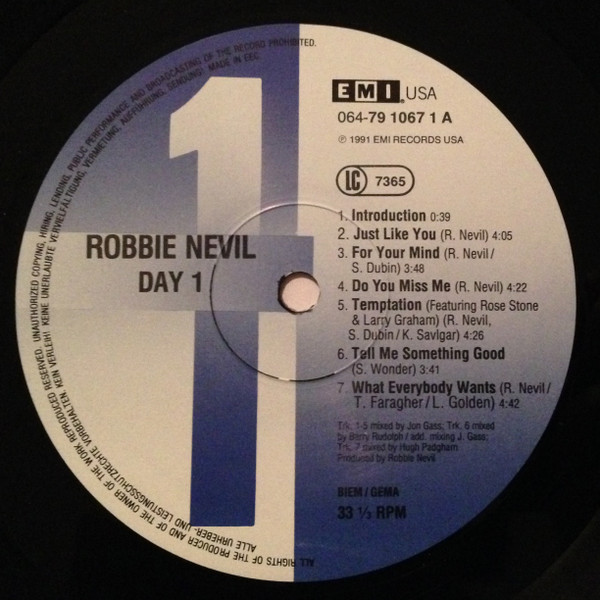 ALL RIGHTS OF THE PRODUCER AND OF THE OWNER OF THE WORK REPRODUCED RESERVED. UNAUTHORIZED COPYING, HIRING, LENDING, PUBLIC PERFORMANCE AND BROADCASTING OF THE RECORD PROHIBITED.
ALLE URHEBER- UND LEISTUNGSSCHUTZRECHTE VORBEHALTEN. KEIN VERLEIH! KEINE UNERLAUBTE VERVIELFÄLTIGUNG, VERMIETUNG, AUFFÜHRUNG, SENDUNG! MADE IN EEC
1
ROBBIE NEVIL
DAY 1
EMI USA
064-79 1067 1 A
℗ 1991 EMI RECORDS USA
LC 7365
1. Introduction 0:39
2. Just Like You (R. Nevil) 4:05
3. For Your Mind (R. Nevil /
S. Dubin) 3:48
4. Do You Miss Me (R. Nevil) 4:22
5. Temptation (Featuring Rose Stone
& Larry Graham) (R. Nevil,
S. Dubin / K. Savigar) 4:26
6. Tell Me Something Good
(S. Wonder) 3:41
7. What Everybody Wants (R. Nevil /
T. Faragher / L. Golden) 4:42
Trk. 1-5 mixed by Jon Gass; Trk. 6 mixed
by Barry Rudolph / add. mixing J. Gass;
Trk. 7 mixed by Hugh Padgham
Produced by Robbie Nevil
BIEM / GEMA
33 ⅓ RPM